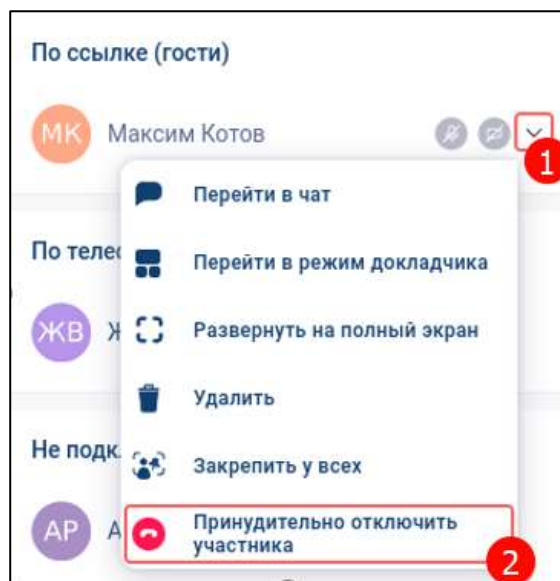 По ссылке (гости)
МК Максим Котов
1
Перейти в чат
По теле
Перейти в режим докладчика
ЖВ Ж
Развернуть на полный экран
Удалить
Не подк
Закрепить у всех
АР А
Принудительно отключить
участника
2